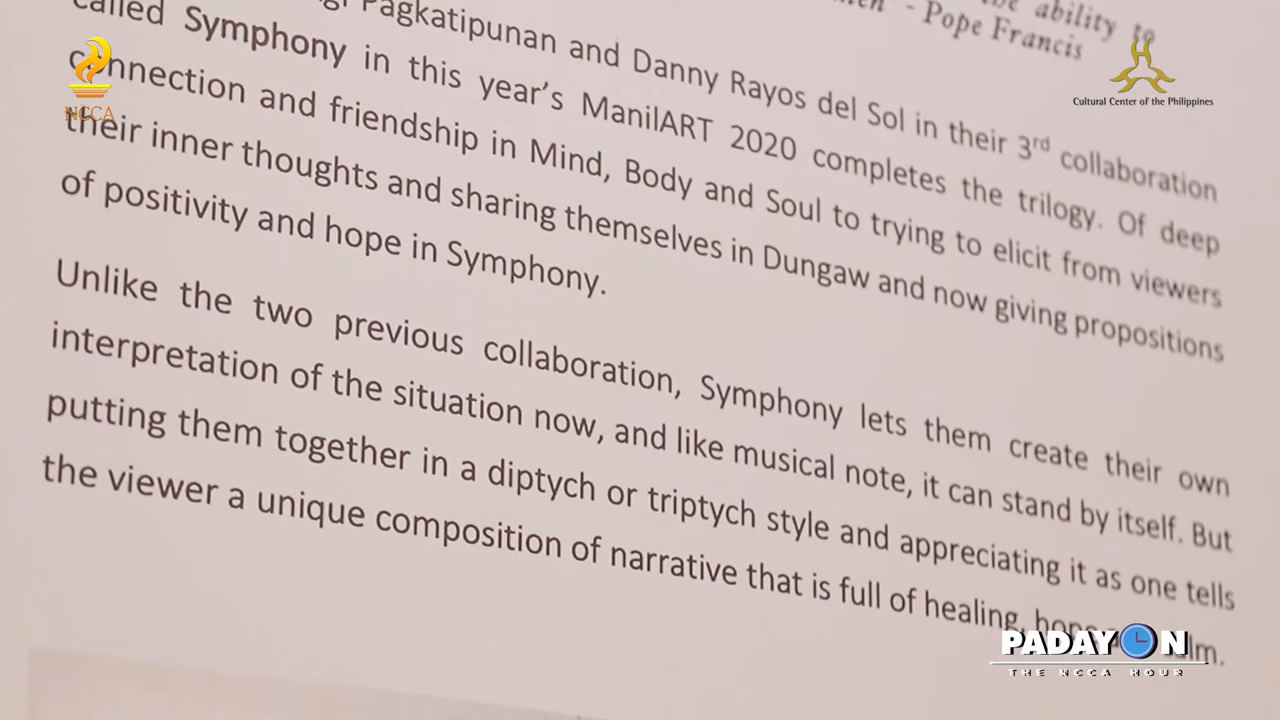 the ability to
- Pope Francis
Pagkatipunan and Danny Rayos del Sol in their 3rd collaboration
called Symphony in this year's ManilART 2020 completes the trilogy. Of deep
connection and friendship in Mind, Body and Soul to trying to elicit from viewers
their inner thoughts and sharing themselves in Dungaw and now giving propositions
of positivity and hope in Symphony.
Unlike the two previous collaboration, Symphony lets them create their own
interpretation of the situation now, and like musical note, it can stand by itself. But
putting them together in a diptych or triptych style and appreciating it as one tells
the viewer a unique composition of narrative that is full of healing,
NCCA
Cultural Center of the Philippines
PADAYON
THE NCCA HOUR